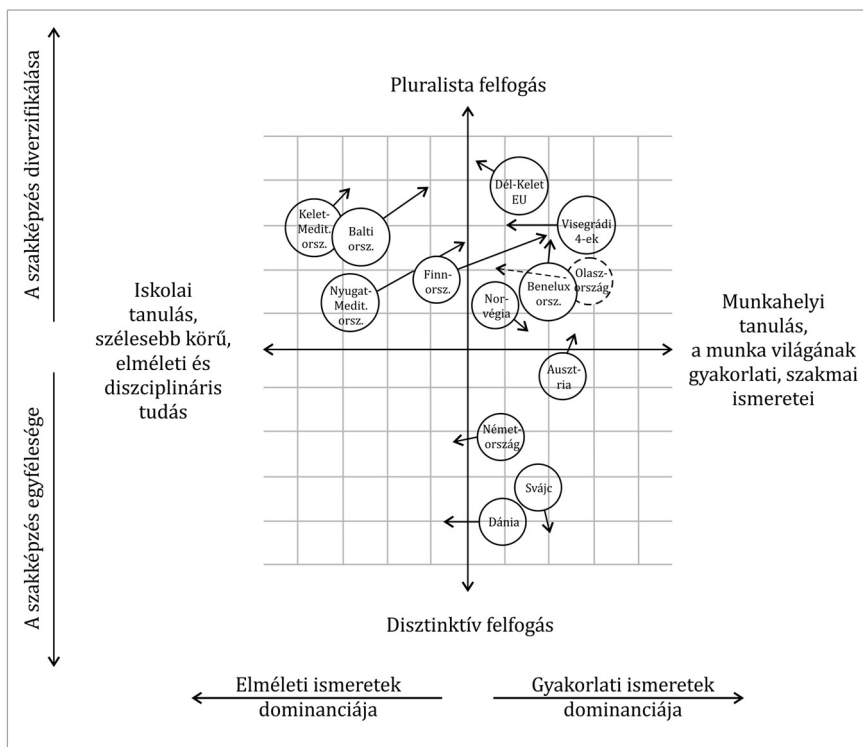 A szakképzés diverzifikálása
A szakképzés egyfélesége
Pluralista felfogás
Iskolai
tanulás,
szélesebb körű,
elméleti és
diszciplináris
tudás
Kelet-
Medit.
orsz.
Balti
orsz.
Nyugat-
Medit.
orsz.
Finn-
orsz.
Dél-Kelet
EU
Visegrádi
4-ek
Olasz-
ország
Benelux
orsz.
Nor-
végia
Auszt-
ria
Német-
ország
Svájc
Dánia
Munkahelyi
tanulás,
a munka világának
gyakorlati, szakmai
ismeretei
Disztinktív felfogás
Elméleti ismeretek
dominanciája
Gyakorlati ismeretek
dominanciája